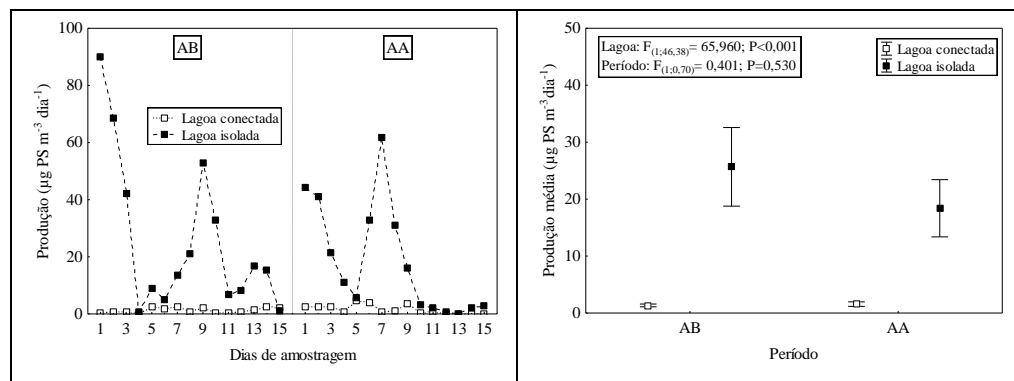 AB
AA
100
80
60
40
20
0
Produção (µg PS m⁻³ dia⁻¹)
Lagoa conectada
Lagoa isolada
1 3 5 7 9 11 13 15 1 3 5 7 9 11 13 15
Dias de amostragem
50
40
30
20
10
0
Produção média (µg PS m⁻³ dia⁻¹)
Lagoa: F(1;46,38)= 65,960; P<0,001
Período: F(1;0,70)= 0,401; P=0,530
Lagoa conectada
Lagoa isolada
AB AA
Período